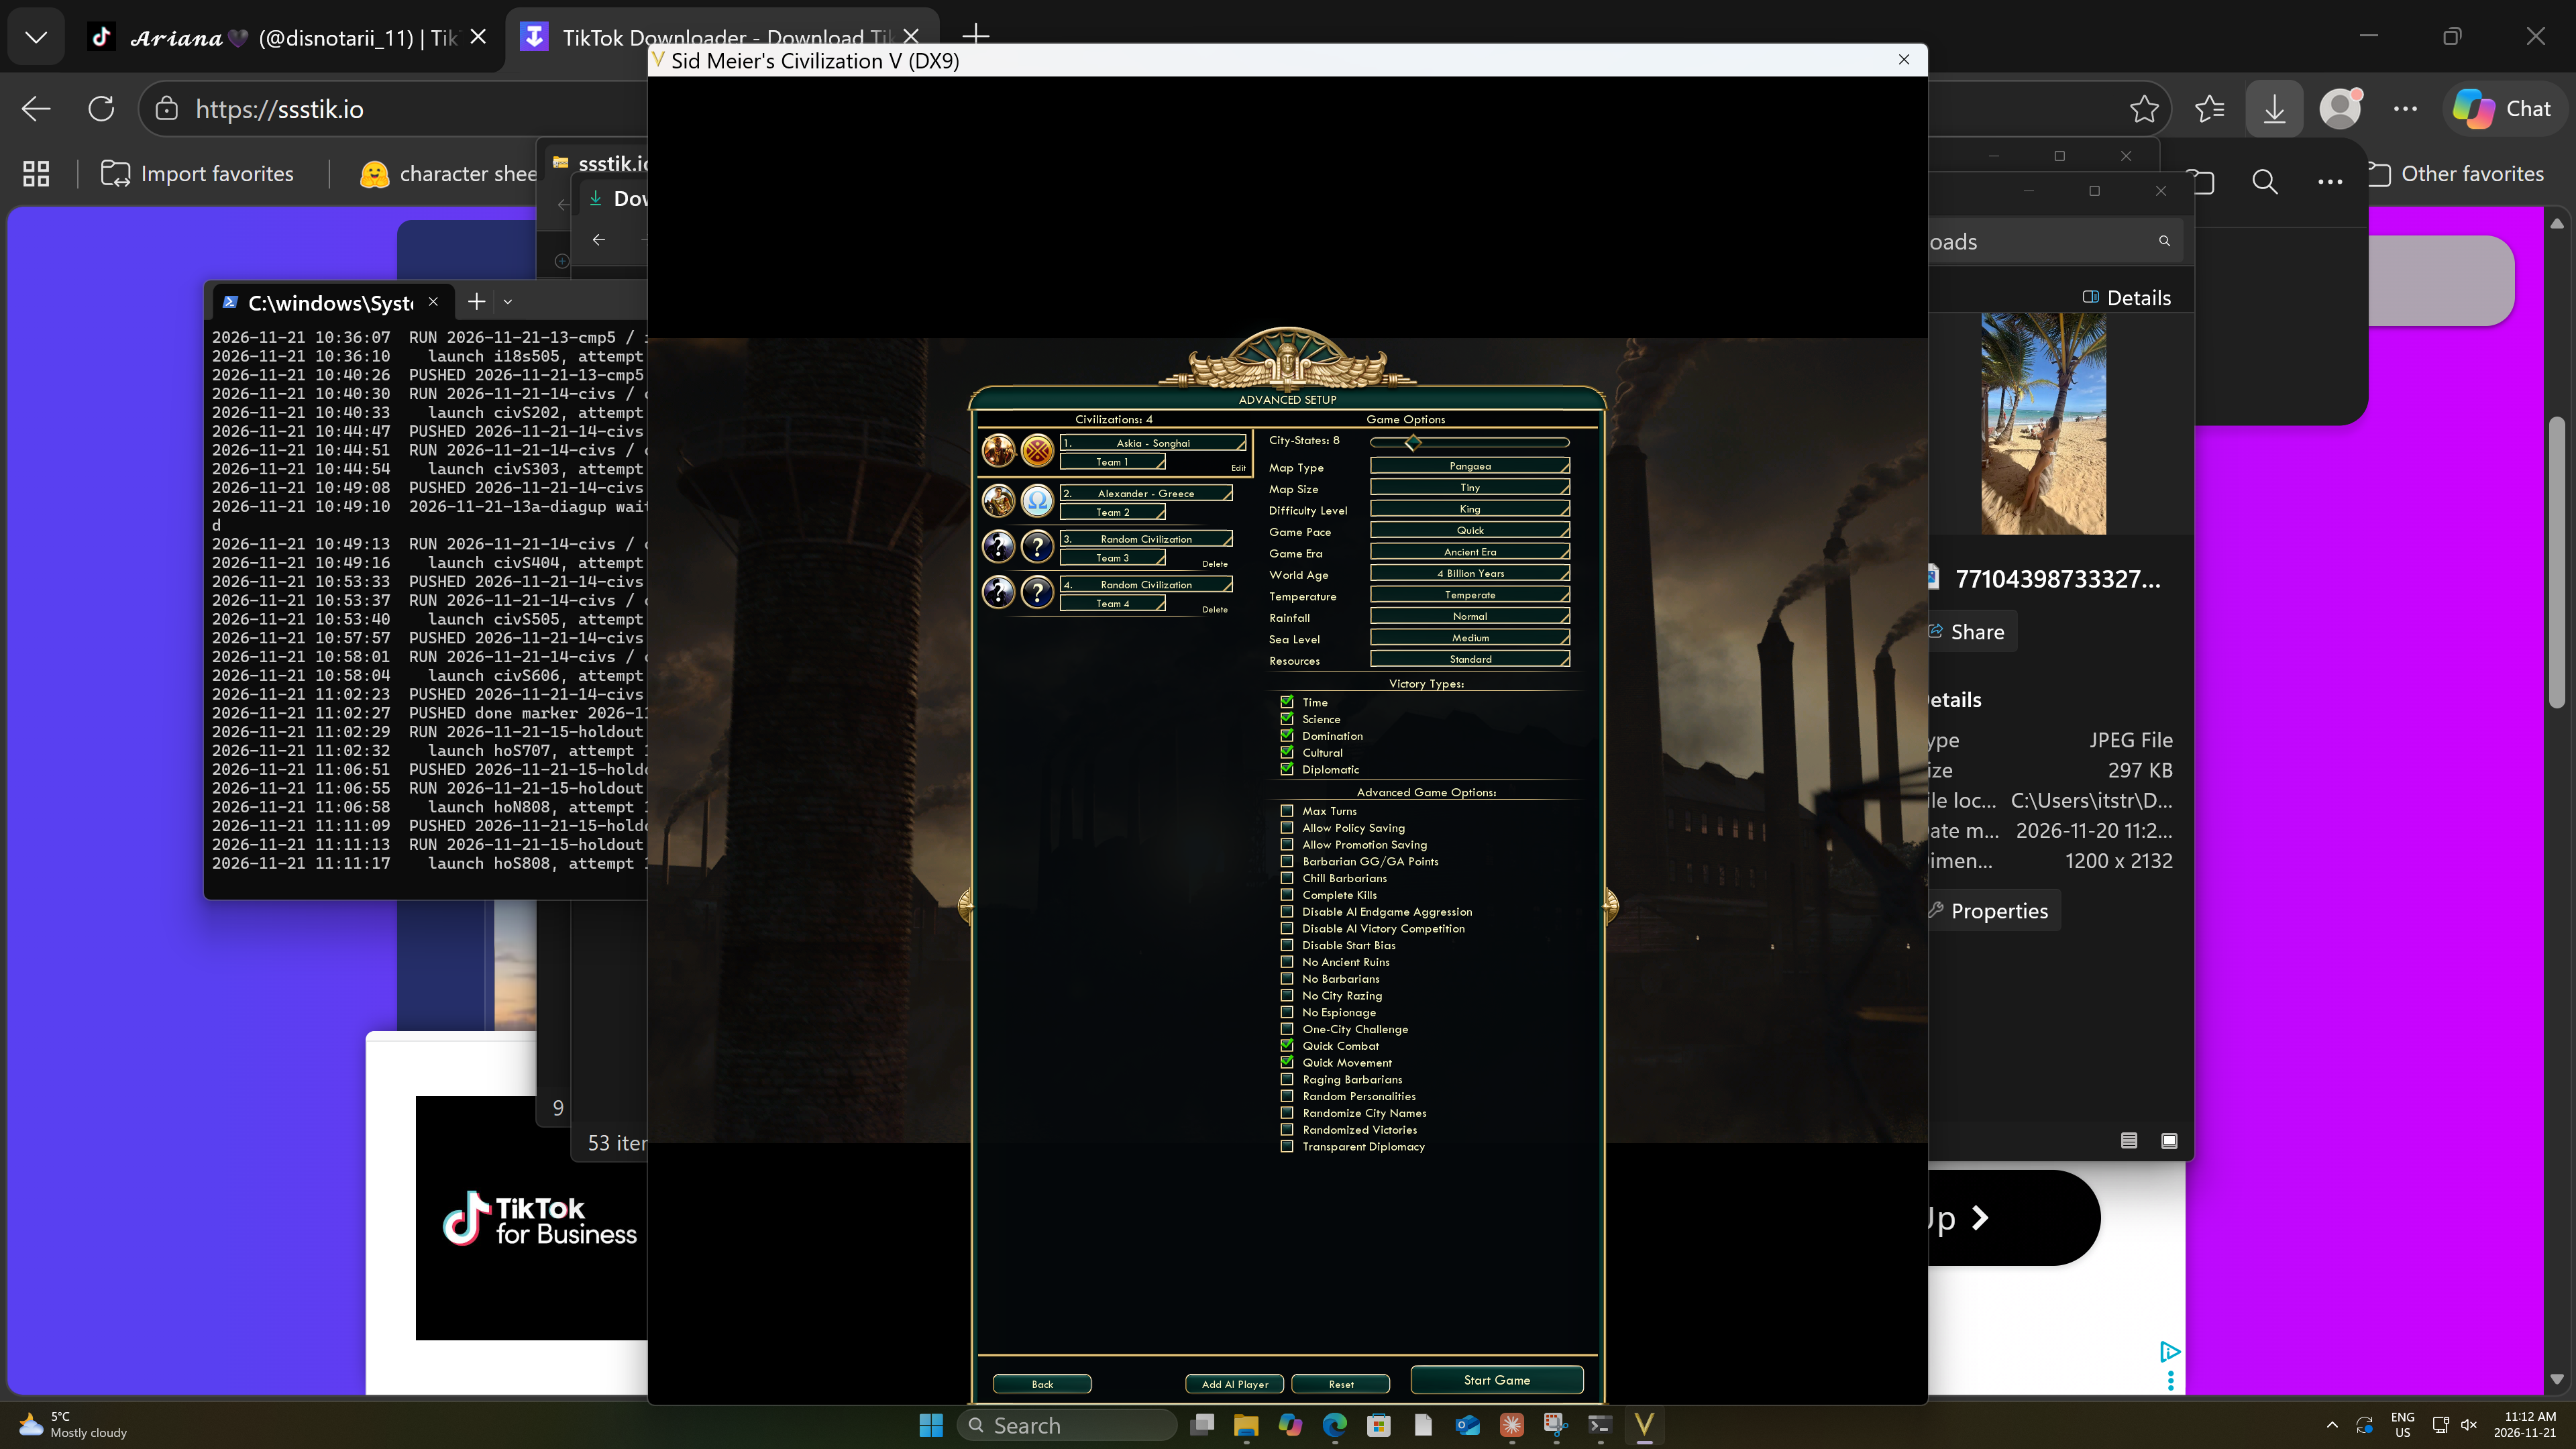 𝓐𝓻𝓲𝓪𝓷𝓪🖤 (@disnotarii_11) | Tik
TikTok Downloader - Download Tik
https://ssstik.io
Chat
Import favorites
character shee
Other favorites
ssstik.io
Dow
oads
Details
C:\windows\Syste
2026-11-21 10:36:07 RUN 2026-11-21-13-cmp5 /
2026-11-21 10:36:10 launch i18s505, attempt
2026-11-21 10:40:26 PUSHED 2026-11-21-13-cmp5
2026-11-21 10:40:30 RUN 2026-11-21-14-civs /
2026-11-21 10:40:33 launch civS202, attempt
2026-11-21 10:44:47 PUSHED 2026-11-21-14-civs
2026-11-21 10:44:51 RUN 2026-11-21-14-civs /
2026-11-21 10:44:54 launch civS303, attempt
2026-11-21 10:49:08 PUSHED 2026-11-21-14-civs
2026-11-21 10:49:10 2026-11-21-13a-diagup wait
d
2026-11-21 10:49:13 RUN 2026-11-21-14-civs /
2026-11-21 10:49:16 launch civS404, attempt
2026-11-21 10:53:33 PUSHED 2026-11-21-14-civs
2026-11-21 10:53:37 RUN 2026-11-21-14-civs /
2026-11-21 10:53:40 launch civS505, attempt
2026-11-21 10:57:57 PUSHED 2026-11-21-14-civs
2026-11-21 10:58:01 RUN 2026-11-21-14-civs /
2026-11-21 10:58:04 launch civS606, attempt
2026-11-21 11:02:23 PUSHED 2026-11-21-14-civs
2026-11-21 11:02:27 PUSHED done marker 2026-11
2026-11-21 11:02:29 RUN 2026-11-21-15-holdout
2026-11-21 11:02:32 launch hoS707, attempt 1
2026-11-21 11:06:51 PUSHED 2026-11-21-15-holdo
2026-11-21 11:06:55 RUN 2026-11-21-15-holdout
2026-11-21 11:06:58 launch hoN808, attempt 1
2026-11-21 11:11:09 PUSHED 2026-11-21-15-holdo
2026-11-21 11:11:13 RUN 2026-11-21-15-holdout
2026-11-21 11:11:17 launch hoS808, attempt 1
9
53 iter
TikTok
for Business
Sid Meier's Civilization V (DX9)
ADVANCED SETUP
Civilizations: 4
1. Askia - Songhai
Team 1
Edit
2. Alexander - Greece
Team 2
3. Random Civilization
Team 3
Delete
4. Random Civilization
Team 4
Delete
Game Options
City-States: 8
Map Type Pangaea
Map Size Tiny
Difficulty Level King
Game Pace Quick
Game Era Ancient Era
World Age 4 Billion Years
Temperature Temperate
Rainfall Normal
Sea Level Medium
Resources Standard
Victory Types:
Time
Science
Domination
Cultural
Diplomatic
Advanced Game Options:
Max Turns
Allow Policy Saving
Allow Promotion Saving
Barbarian GG/GA Points
Chill Barbarians
Complete Kills
Disable AI Endgame Aggression
Disable AI Victory Competition
Disable Start Bias
No Ancient Ruins
No Barbarians
No City Razing
No Espionage
One-City Challenge
Quick Combat
Quick Movement
Raging Barbarians
Random Personalities
Randomize City Names
Randomized Victories
Transparent Diplomacy
Back
Add AI Player
Reset
Start Game
77104398733327...
Share
etails
ype JPEG File
ize 297 KB
ile loc... C:\Users\itstr\D...
ate m... 2026-11-20 11:2...
imen... 1200 x 2132
Properties
Up
5°C
Mostly cloudy
Search
ENG
US
11:12 AM
2026-11-21